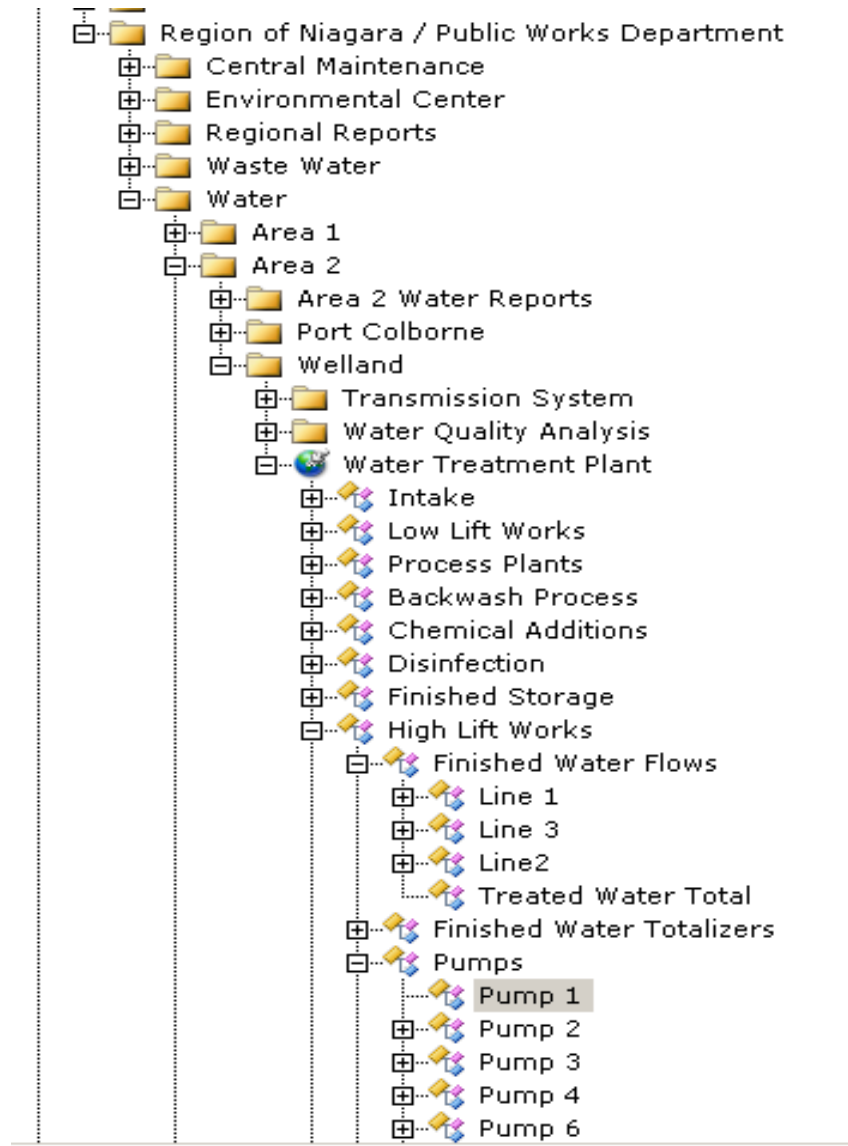 Region of Niagara / Public Works Department
Central Maintenance
Environmental Center
Regional Reports
Waste Water
Water
Area 1
Area 2
Area 2 Water Reports
Port Colborne
Welland
Transmission System
Water Quality Analysis
Water Treatment Plant
Intake
Low Lift Works
Process Plants
Backwash Process
Chemical Additions
Disinfection
Finished Storage
High Lift Works
Finished Water Flows
Line 1
Line 3
Line2
Treated Water Total
Finished Water Totalizers
Pumps
Pump 1
Pump 2
Pump 3
Pump 4
Pump 6